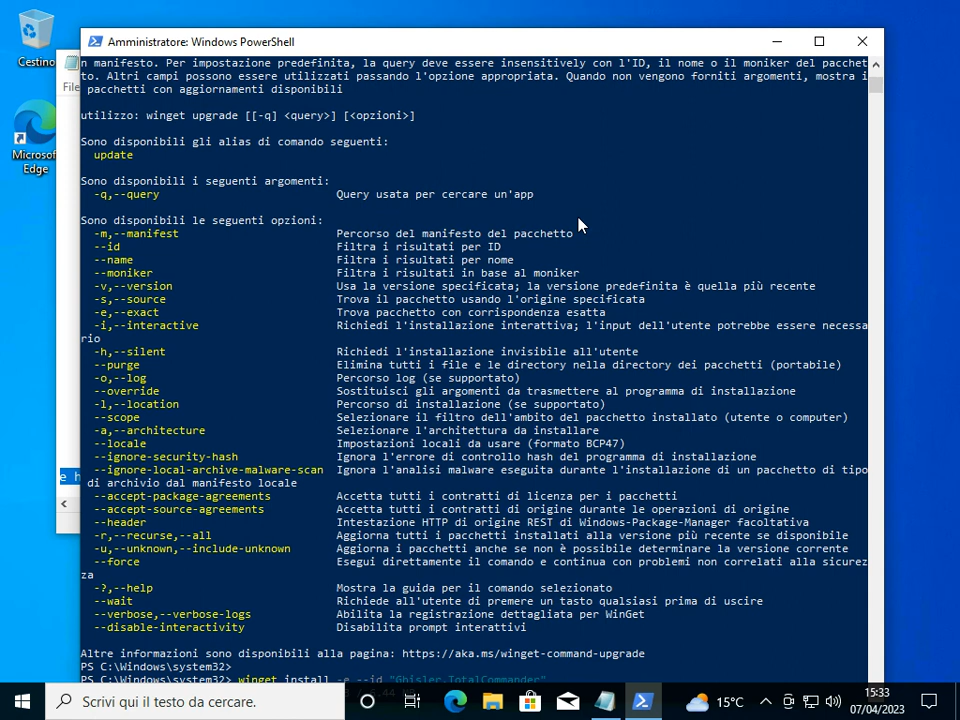 Cestino
Microsoft
Edge
File
Amministratore: Windows PowerShell
n manifesto. Per impostazione predefinita, la query deve essere insensitively con l'ID, il nome o il moniker del pacchet
to. Altri campi possono essere utilizzati passando l'opzione appropriata. Quando non vengono forniti argomenti, mostra i
pacchetti con aggiornamenti disponibili
utilizzo: winget upgrade [[-q] <query>] [<opzioni>]
Sono disponibili gli alias di comando seguenti:
update
Sono disponibili i seguenti argomenti:
-q,--query Query usata per cercare un'app
Sono disponibili le seguenti opzioni:
-m,--manifest Percorso del manifesto del pacchetto
--id Filtra i risultati per ID
--name Filtra i risultati per nome
--moniker Filtra i risultati in base al moniker
-v,--version Usa la versione specificata; la versione predefinita è quella più recente
-s,--source Trova il pacchetto usando l'origine specificata
-e,--exact Trova pacchetto con corrispondenza esatta
-i,--interactive Richiedi l'installazione interattiva; l'input dell'utente potrebbe essere necessa
rio
-h,--silent Richiedi l'installazione invisibile all'utente
--purge Elimina tutti i file e le directory nella directory dei pacchetti (portabile)
-o,--log Percorso log (se supportato)
--override Sostituisci gli argomenti da trasmettere al programma di installazione
-l,--location Percorso di installazione (se supportato)
--scope Selezionare il filtro dell'ambito del pacchetto installato (utente o computer)
-a,--architecture Selezionare l'architettura da installare
--locale Impostazioni locali da usare (formato BCP47)
--ignore-security-hash Ignora l'errore di controllo hash del programma di installazione
--ignore-local-archive-malware-scan Ignora l'analisi malware eseguita durante l'installazione di un pacchetto di tipo
di archivio dal manifesto locale
--accept-package-agreements Accetta tutti i contratti di licenza per i pacchetti
--accept-source-agreements Accetta tutti i contratti di origine durante le operazioni di origine
--header Intestazione HTTP di origine REST di Windows-Package-Manager facoltativa
-r,--recurse,--all Aggiorna tutti i pacchetti installati alla versione più recente se disponibile
-u,--unknown,--include-unknown Aggiorna i pacchetti anche se non è possibile determinare la versione corrente
--force Esegui direttamente il comando e continua con problemi non correlati alla sicurez
za
-?,--help Mostra la guida per il comando selezionato
--wait Richiede all'utente di premere un tasto qualsiasi prima di uscire
--verbose,--verbose-logs Abilita la registrazione dettagliata per WinGet
--disable-interactivity Disabilita prompt interattivi
Altre informazioni sono disponibili alla pagina: https://aka.ms/winget-command-upgrade
PS C:\Windows\system32>
PS C:\Windows\system32> winget install -e --id "Ghisler.TotalCommander"
Scrivi qui il testo da cercare.
15°C
15:33
07/04/2023